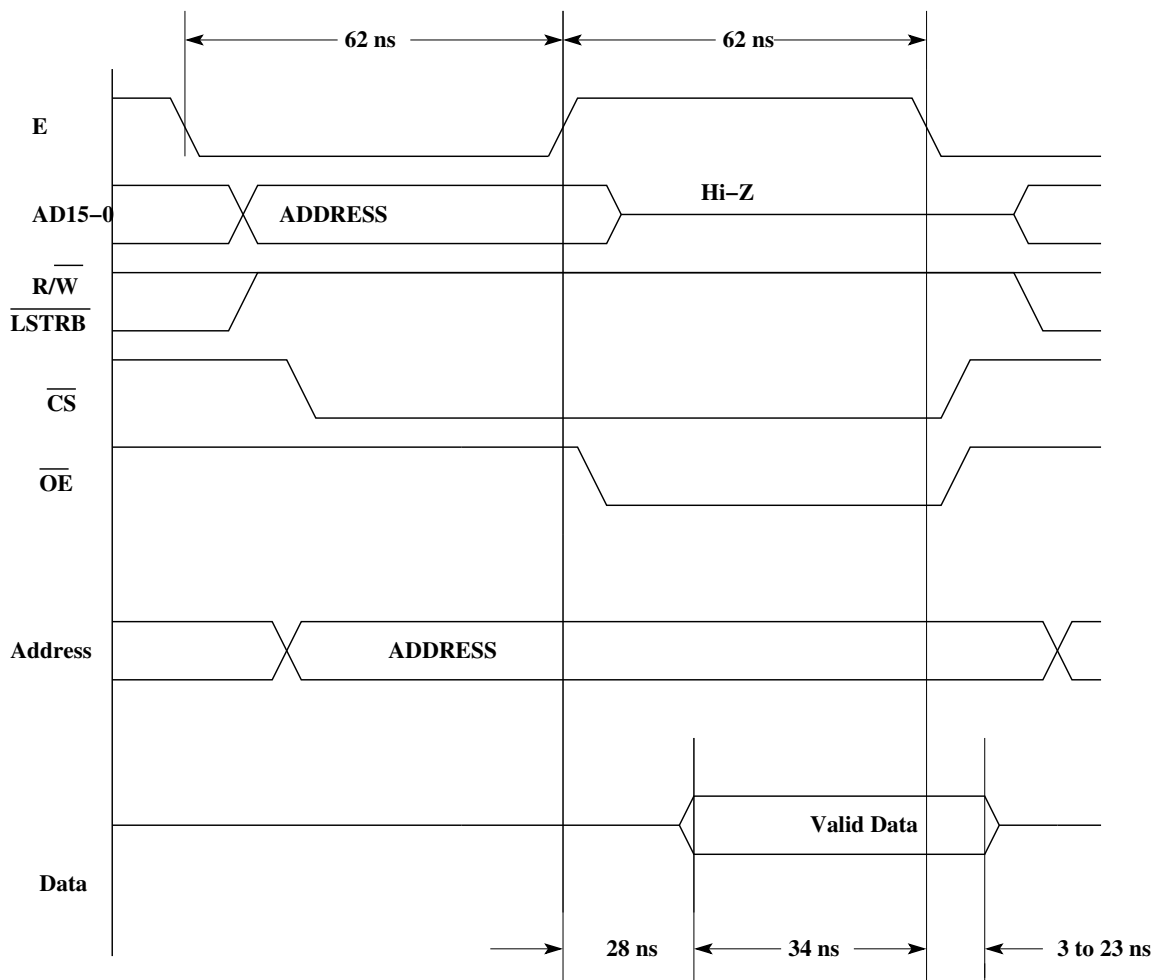 62 ns
62 ns
E
AD15-0
ADDRESS
Hi-Z
R/W
LSTRB
CS
OE
Address
ADDRESS
Valid Data
Data
28 ns
34 ns
3 to 23 ns